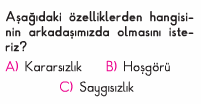 Aşağıdaki özelliklerden hangisi-
nin arkadaşımızda olmasını iste-
riz?
A) Kararsızlık B) Hoşgörü
C) Saygısızlık